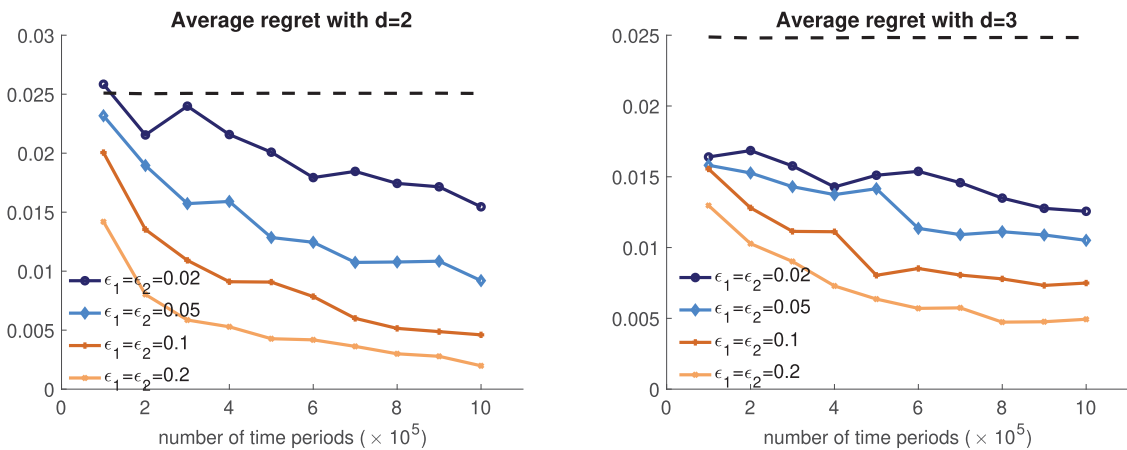 Average regret with d=2
0.03
0.025
0.02
0.015
0.01
0.005
0
ϵ₁=ϵ₂=0.02
ϵ₁=ϵ₂=0.05
ϵ₁=ϵ₂=0.1
ϵ₁=ϵ₂=0.2
0 2 4 6 8 10
number of time periods ( × 10⁵)
Average regret with d=3
0.025
0.02
0.015
0.01
0.005
0
ϵ₁=ϵ₂=0.02
ϵ₁=ϵ₂=0.05
ϵ₁=ϵ₂=0.1
ϵ₁=ϵ₂=0.2
0 2 4 6 8 10
number of time periods ( × 10⁵)